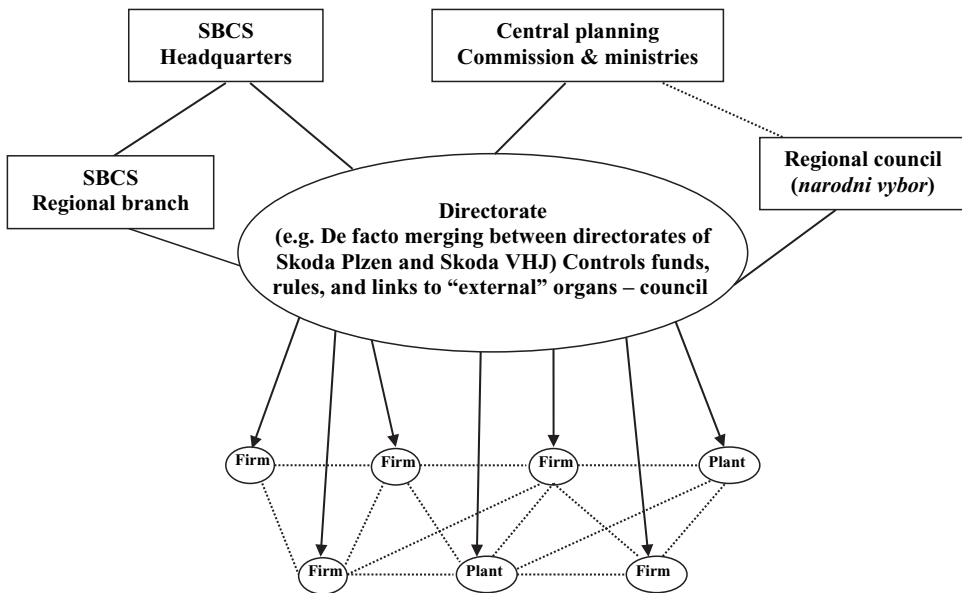 SBCS
Headquarters
Central planning
Commission & ministries
SBCS
Regional branch
Regional council
(narodni vybor)
Directorate
(e.g. De facto merging between directorates of
Skoda Plzen and Skoda VHJ) Controls funds,
rules, and links to “external” organs – council
Firm
Firm
Firm
Plant
Firm
Plant
Firm